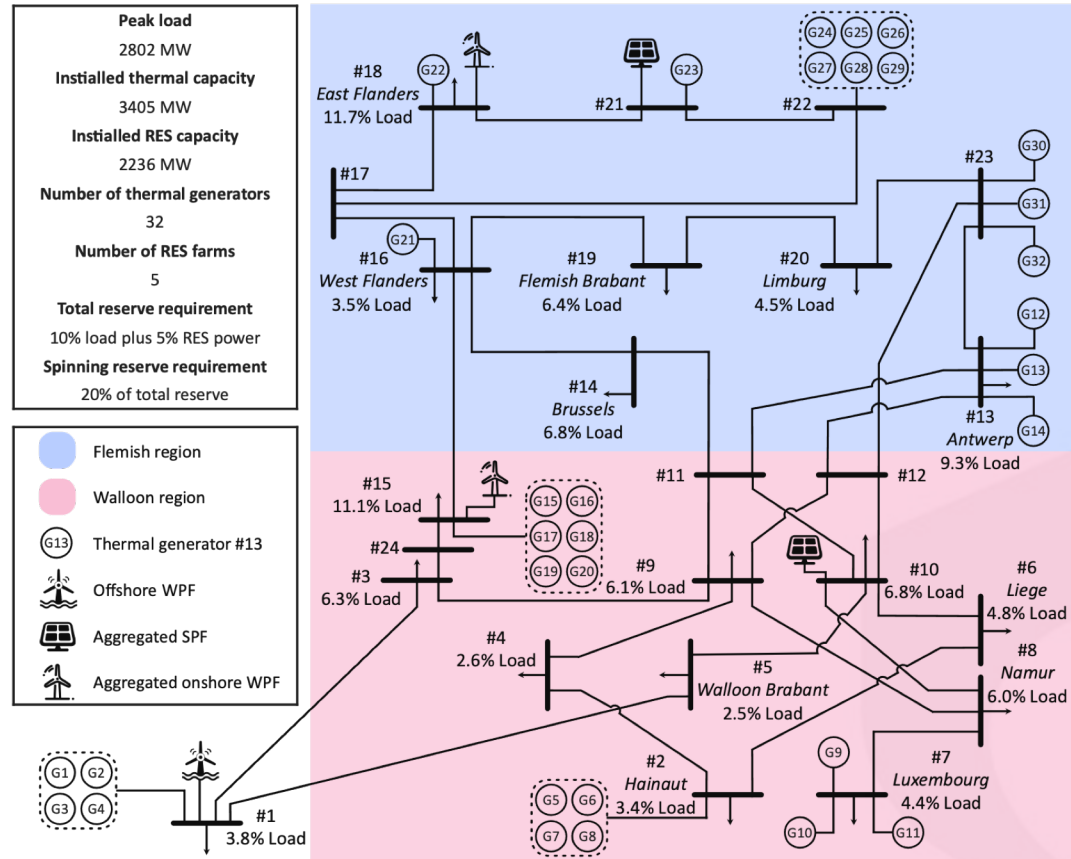 Peak load
2802 MW
Instialled thermal capacity
3405 MW
Instialled RES capacity
2236 MW
Number of thermal generators
32
Number of RES farms
5
Total reserve requirement
10% load plus 5% RES power
Spinning reserve requirement
20% of total reserve
Flemish region
Walloon region
G13
Thermal generator #13
Offshore WPF
Aggregated SPF
Aggregated onshore WPF
#18
East Flanders
11.7% Load
G22
#21
G23
G24
G25
G26
G27
G28
G29
#22
#17
#23
G30
G31
G32
G21
#16
West Flanders
3.5% Load
#19
Flemish Brabant
6.4% Load
#20
Limburg
4.5% Load
G12
G13
G14
#13
Antwerp
9.3% Load
#14
Brussels
6.8% Load
#15
11.1% Load
#24
#3
6.3% Load
G15
G16
G17
G18
G19
G20
#11
#12
#9
6.1% Load
#10
6.8% Load
#6
Liege
4.8% Load
#4
2.6% Load
#5
Walloon Brabant
2.5% Load
#8
Namur
6.0% Load
#2
Hainaut
3.4% Load
G5
G6
G7
G8
G9
G10
G11
#7
Luxembourg
4.4% Load
G1
G2
G3
G4
#1
3.8% Load